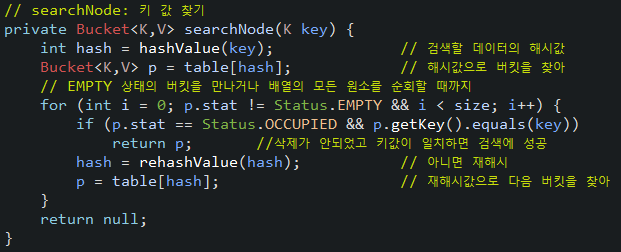 // searchNode: 키 값 찾기
private Bucket<K,V> searchNode(K key) {
    int hash = hashValue(key);                // 검색할 데이터의 해시값
    Bucket<K,V> p = table[hash];              // 해시값으로 버킷을 찾아
    // EMPTY 상태의 버킷을 만나거나 배열의 모든 원소를 순회할 때까지
    for (int i = 0; p.stat != Status.EMPTY && i < size; i++) {
        if (p.stat == Status.OCCUPIED && p.getKey().equals(key))
            return p;       //삭제가 안되었고 키값이 일치하면 검색에 성공
        hash = rehashValue(hash);             // 아니면 재해시
        p = table[hash];                      // 재해시값으로 다음 버킷을 찾아
    }
    return null;
}